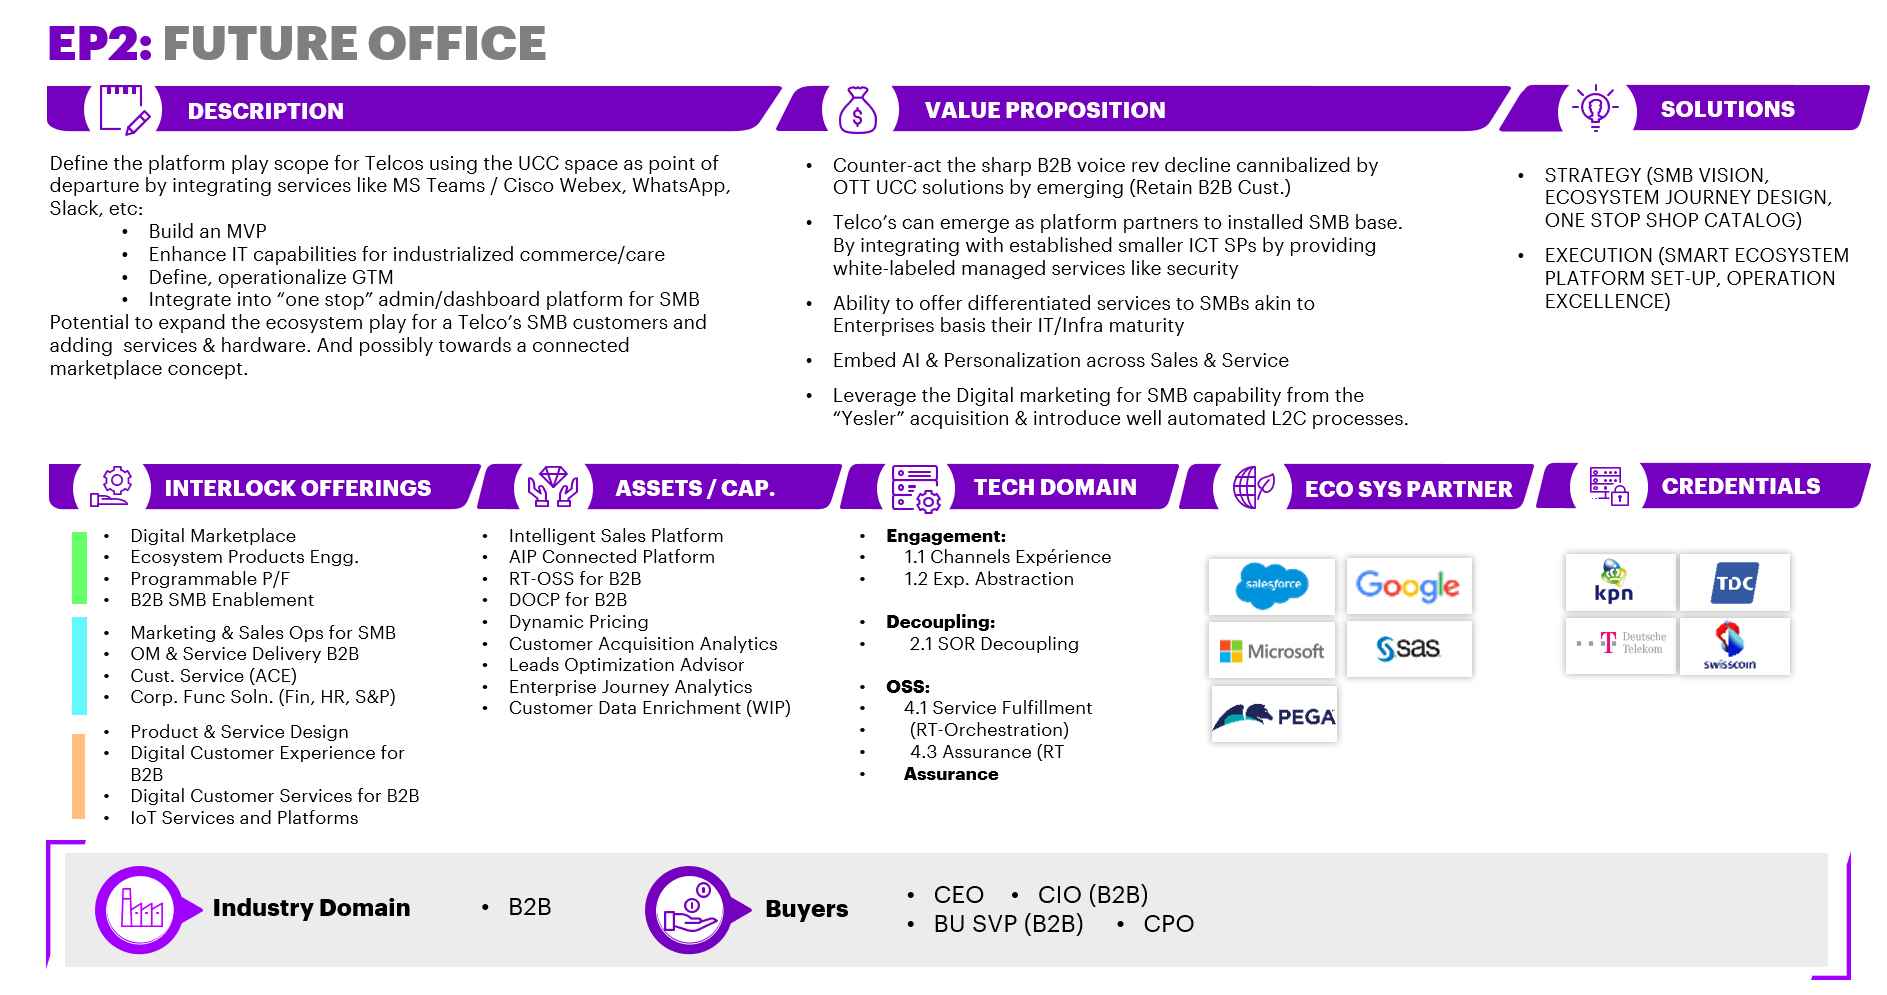 EP2: FUTURE OFFICE
DESCRIPTION
Define the platform play scope for Telcos using the UCC space as point of
departure by integrating services like MS Teams / Cisco Webex, WhatsApp,
Slack, etc:
• Build an MVP
• Enhance IT capabilities for industrialized commerce/care
• Define, operationalize GTM
• Integrate into “one stop” admin/dashboard platform for SMB
Potential to expand the ecosystem play for a Telco’s SMB customers and
adding services & hardware. And possibly towards a connected
marketplace concept.
VALUE PROPOSITION
• Counter-act the sharp B2B voice rev decline cannibalized by
OTT UCC solutions by emerging (Retain B2B Cust.)
• Telco’s can emerge as platform partners to installed SMB base.
By integrating with established smaller ICT SPs by providing
white-labeled managed services like security
• Ability to offer differentiated services to SMBs akin to
Enterprises basis their IT/Infra maturity
• Embed AI & Personalization across Sales & Service
• Leverage the Digital marketing for SMB capability from the
“Yesler” acquisition & introduce well automated L2C processes.
SOLUTIONS
• STRATEGY (SMB VISION,
ECOSYSTEM JOURNEY DESIGN,
ONE STOP SHOP CATALOG)
• EXECUTION (SMART ECOSYSTEM
PLATFORM SET-UP, OPERATION
EXCELLENCE)
INTERLOCK OFFERINGS
• Digital Marketplace
• Ecosystem Products Engg.
• Programmable P/F
• B2B SMB Enablement
• Marketing & Sales Ops for SMB
• OM & Service Delivery B2B
• Cust. Service (ACE)
• Corp. Func Soln. (Fin, HR, S&P)
• Product & Service Design
• Digital Customer Experience for
B2B
• Digital Customer Services for B2B
• IoT Services and Platforms
ASSETS / CAP.
• Intelligent Sales Platform
• AIP Connected Platform
• RT-OSS for B2B
• DOCP for B2B
• Dynamic Pricing
• Customer Acquisition Analytics
• Leads Optimization Advisor
• Enterprise Journey Analytics
• Customer Data Enrichment (WIP)
TECH DOMAIN
• Engagement:
• 1.1 Channels Expérience
• 1.2 Exp. Abstraction
• Decoupling:
• 2.1 SOR Decoupling
• OSS:
• 4.1 Service Fulfillment
• (RT-Orchestration)
• 4.3 Assurance (RT
• Assurance
ECO SYS PARTNER
salesforce
Google
Microsoft
sas
PEGA
CREDENTIALS
kpn
TDC
T Deutsche
Telekom
swisscom
Industry Domain
• B2B
Buyers
• CEO • CIO (B2B)
• BU SVP (B2B) • CPO